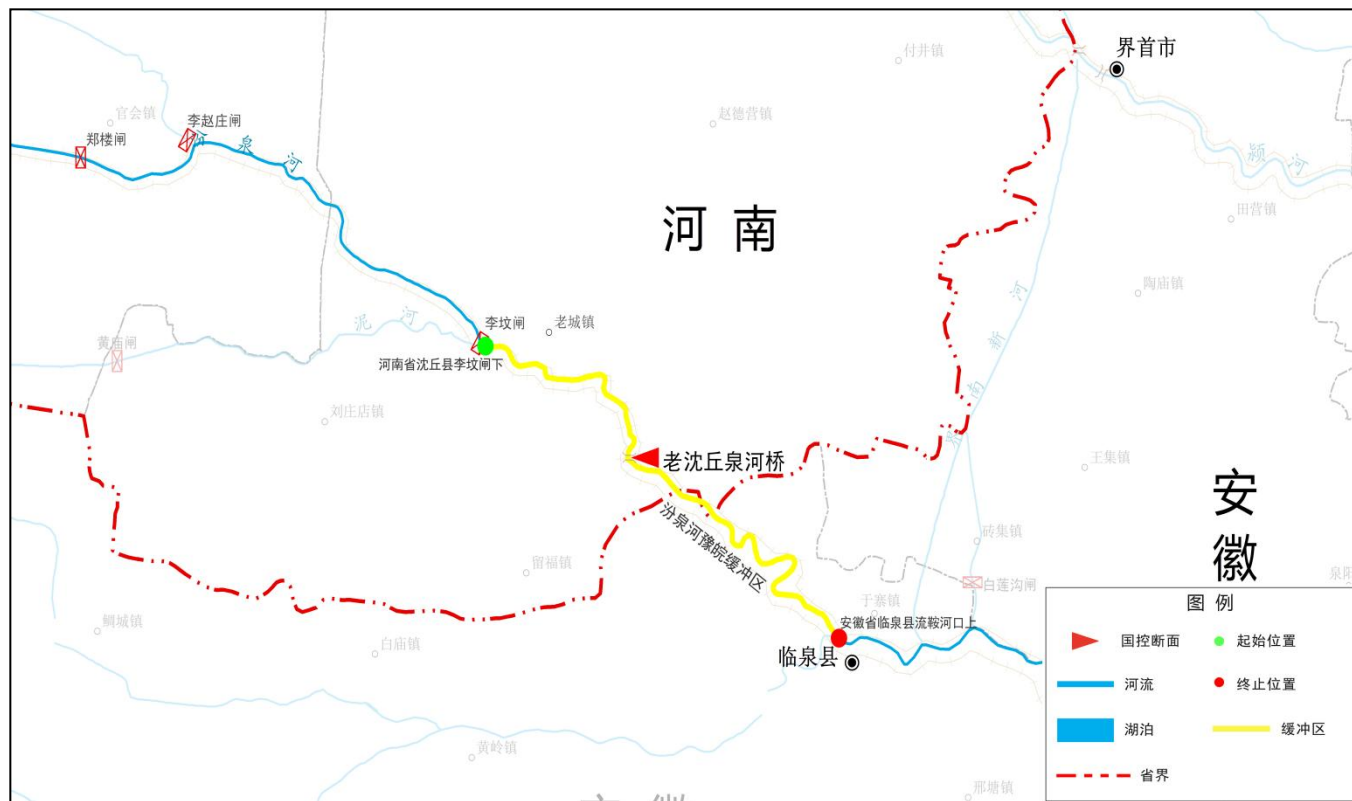 界首市
付井镇
官会镇
赵德营镇
李赵庄闸
郑楼闸
汾泉河
颍河
河南
田营镇
陶庙镇
泥河
李坟闸
老城镇
黄庙闸
河南省沈丘县李坟闸下
新河
刘庄店镇
老沈丘泉河桥
王集镇
安徽
汾泉河豫皖缓冲区
砖集镇
留福镇
白莲沟闸
泉阳
于寨镇
鲖城镇
安徽省临泉县流鞍河口上
白庙镇
临泉县
黄岭镇
邢塘镇
图例
国控断面
起始位置
河流
终止位置
湖泊
缓冲区
省界